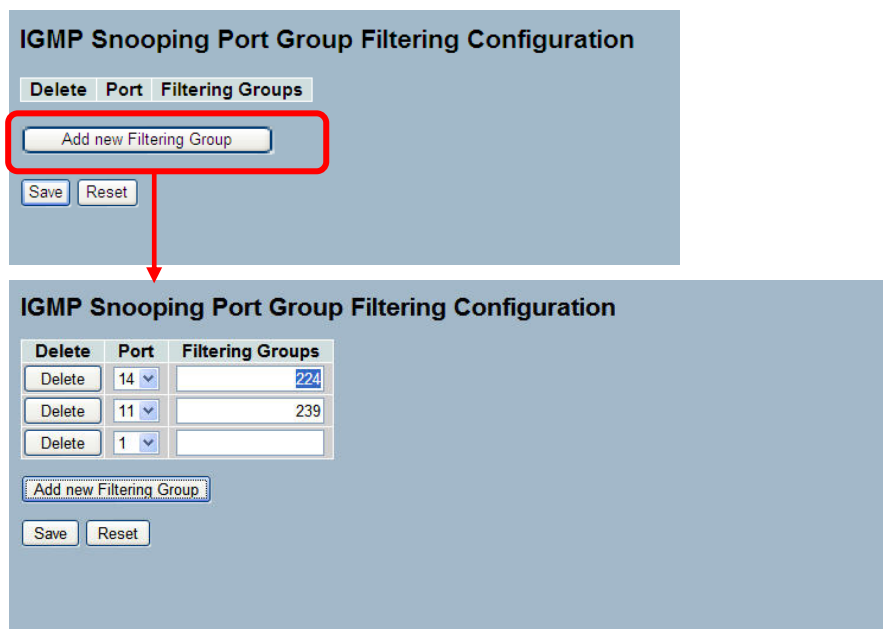 IGMP Snooping Port Group Filtering Configuration
Delete Port Filtering Groups
Add new Filtering Group
Save Reset
IGMP Snooping Port Group Filtering Configuration
Delete Port Filtering Groups
Delete 14 224
Delete 11 239
Delete 1
Add new Filtering Group
Save Reset